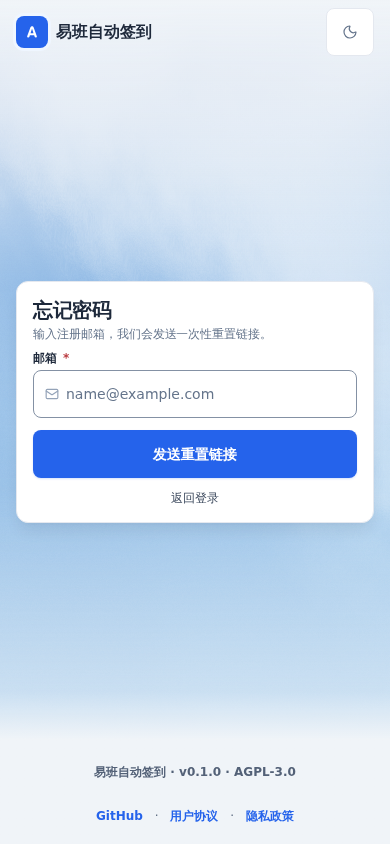 A 易班自动签到
忘记密码
输入注册邮箱，我们会发送一次性重置链接。
邮箱 *
name@example.com
发送重置链接
返回登录
易班自动签到 · v0.1.0 · AGPL-3.0
GitHub · 用户协议 · 隐私政策